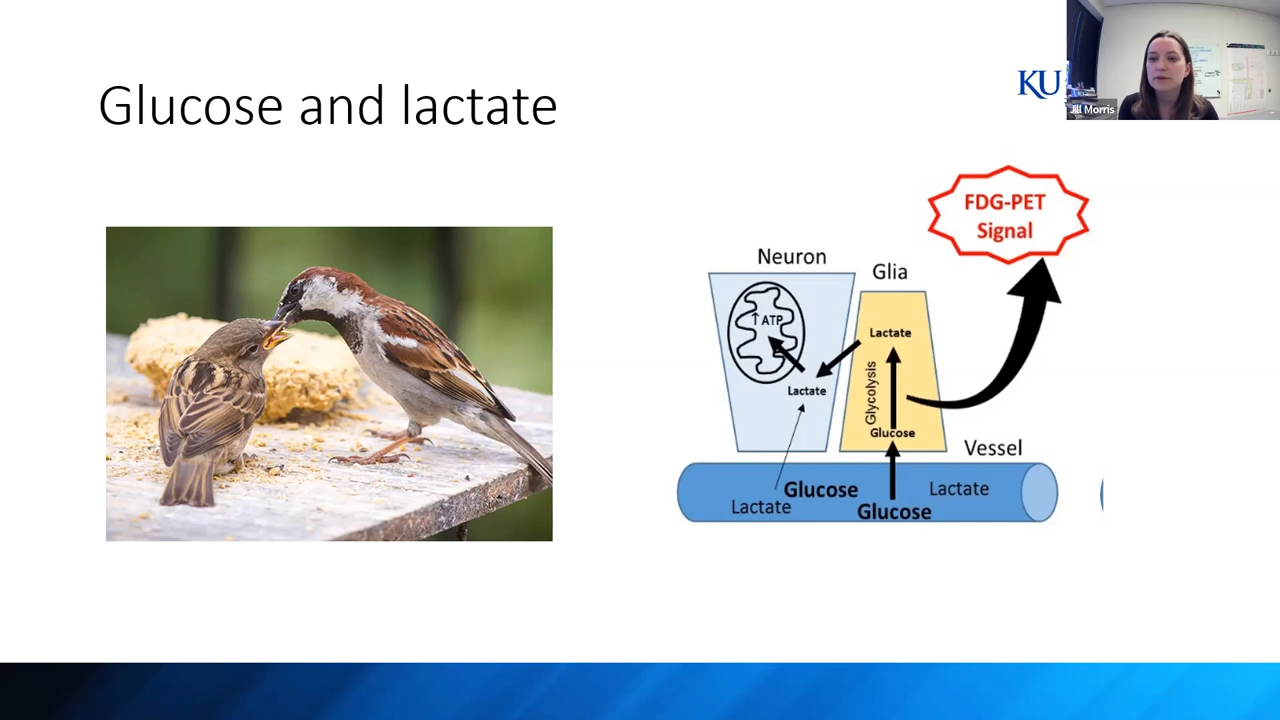 Glucose and lactate
KU
Jill Morris
FDG-PET
Signal
Neuron
Glia
↑ ATP
Lactate
Lactate
Glycolysis
Glucose
Vessel
Glucose
Lactate
Lactate
Glucose